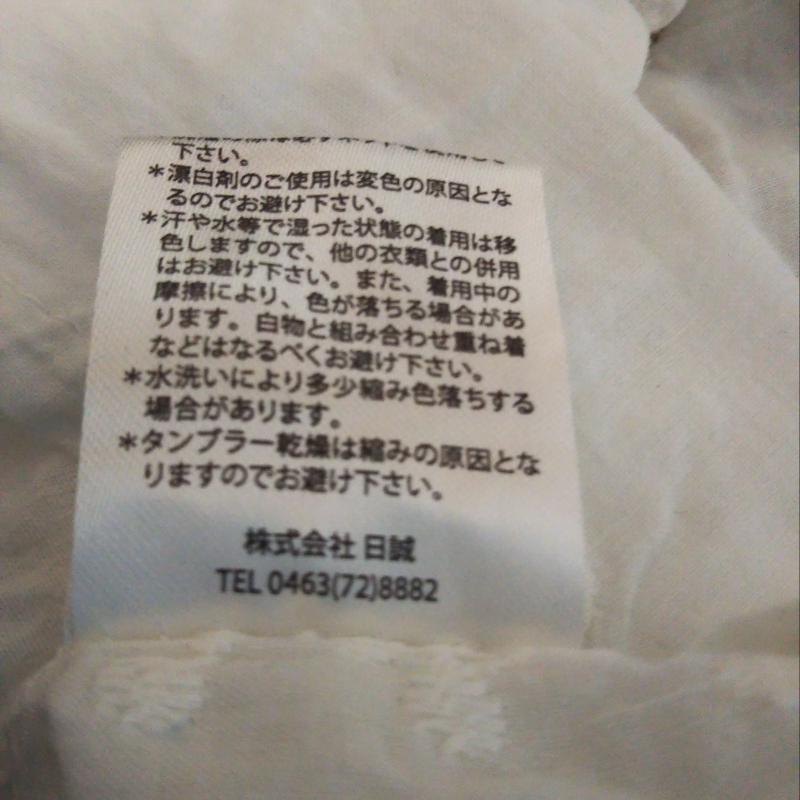 下さい。
＊漂白剤のご使用は変色の原因とな
るのでお避け下さい。
＊汗や水等で湿った状態の着用は移
色しますので、他の衣類との併用
はお避け下さい。また、着用中の
摩擦により、色が落ちる場合があ
ります。白物と組み合わせ重ね着
などはなるべくお避け下さい。
＊水洗いにより多少縮み色落ちする
場合があります。
＊タンブラー乾燥は縮みの原因とな
りますのでお避け下さい。
株式会社 日誠
TEL 0463(72)8882